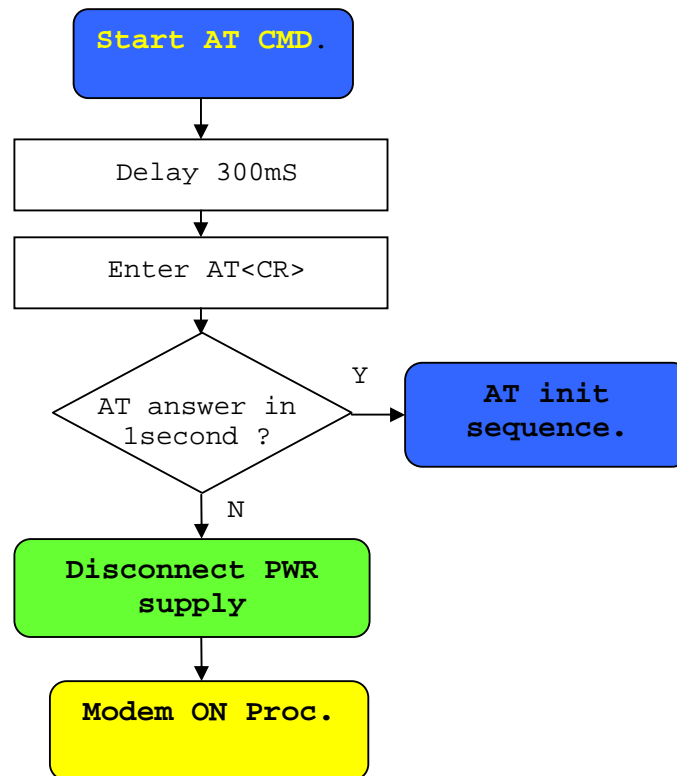 Start AT CMD.
Delay 300mS
Enter AT<CR>
AT answer in
1second ?
Y
AT init
sequence.
N
Disconnect PWR
supply
Modem ON Proc.